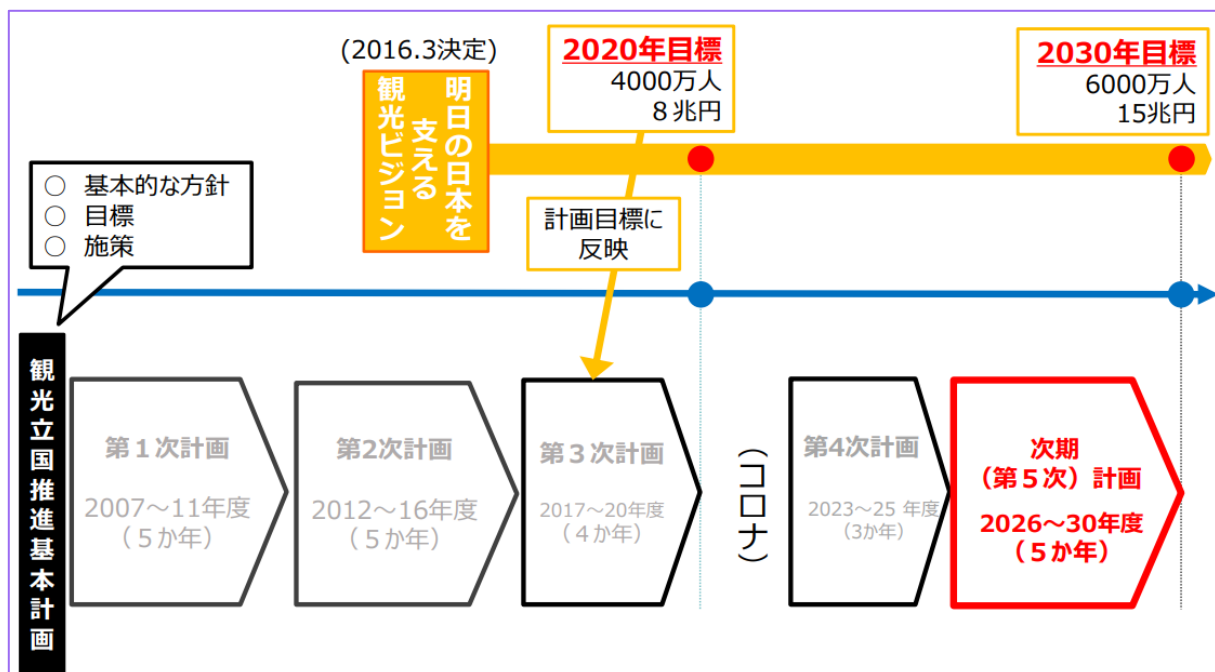 (2016.3決定)
明日の日本を
支える
観光ビジョン
2020年目標
4000万人
８兆円
2030年目標
6000万人
15兆円
○ 基本的な方針
○ 目標
○ 施策
計画目標に
反映
観光立国推進基本計画
第１次計画
2007～11年度
（５か年）
第2次計画
2012～16年度
（５か年）
第３次計画
2017～20年度
（４か年）
（コロナ）
第4次計画
2023～25 年度
（3か年）
次期
（第５次）計画
2026～30年度
（５か年）